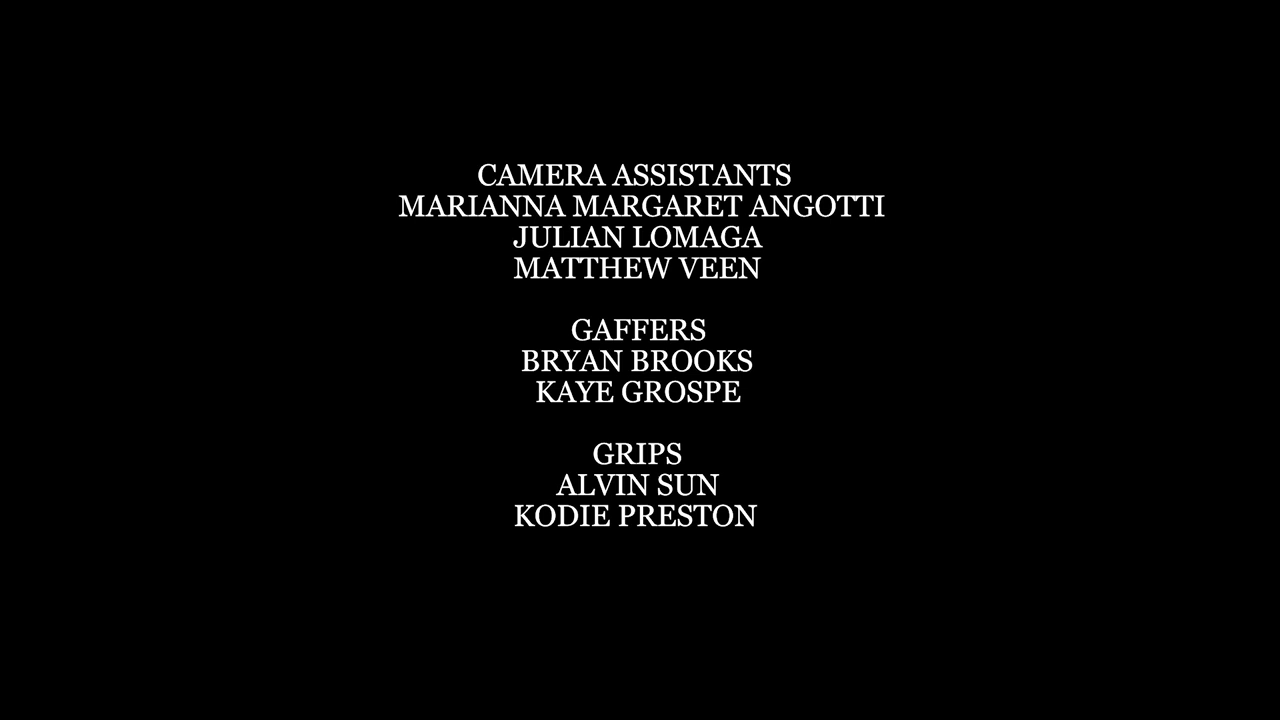 CAMERA ASSISTANTS
MARIANNA MARGARET ANGOTTI
JULIAN LOMAGA
MATTHEW VEEN
GAFFERS
BRYAN BROOKS
KAYE GROSPE
GRIPS
ALVIN SUN
KODIE PRESTON